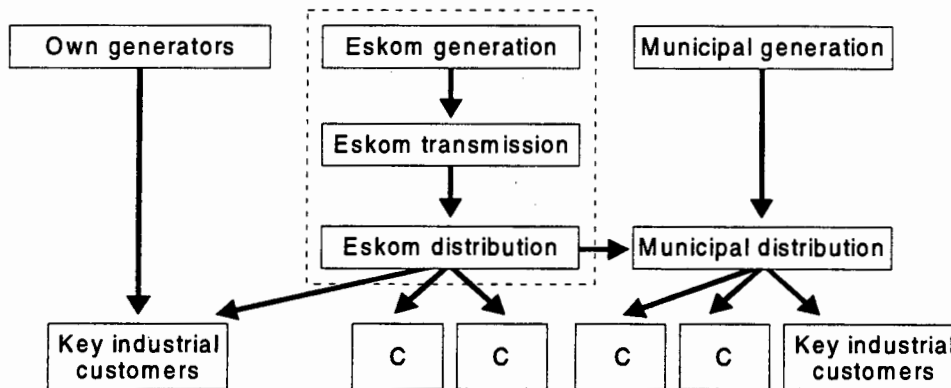 Own generators
Eskom generation
Municipal generation
Eskom transmission
Eskom distribution
Municipal distribution
Key industrial
customers
C
C
C
C
Key industrial
customers